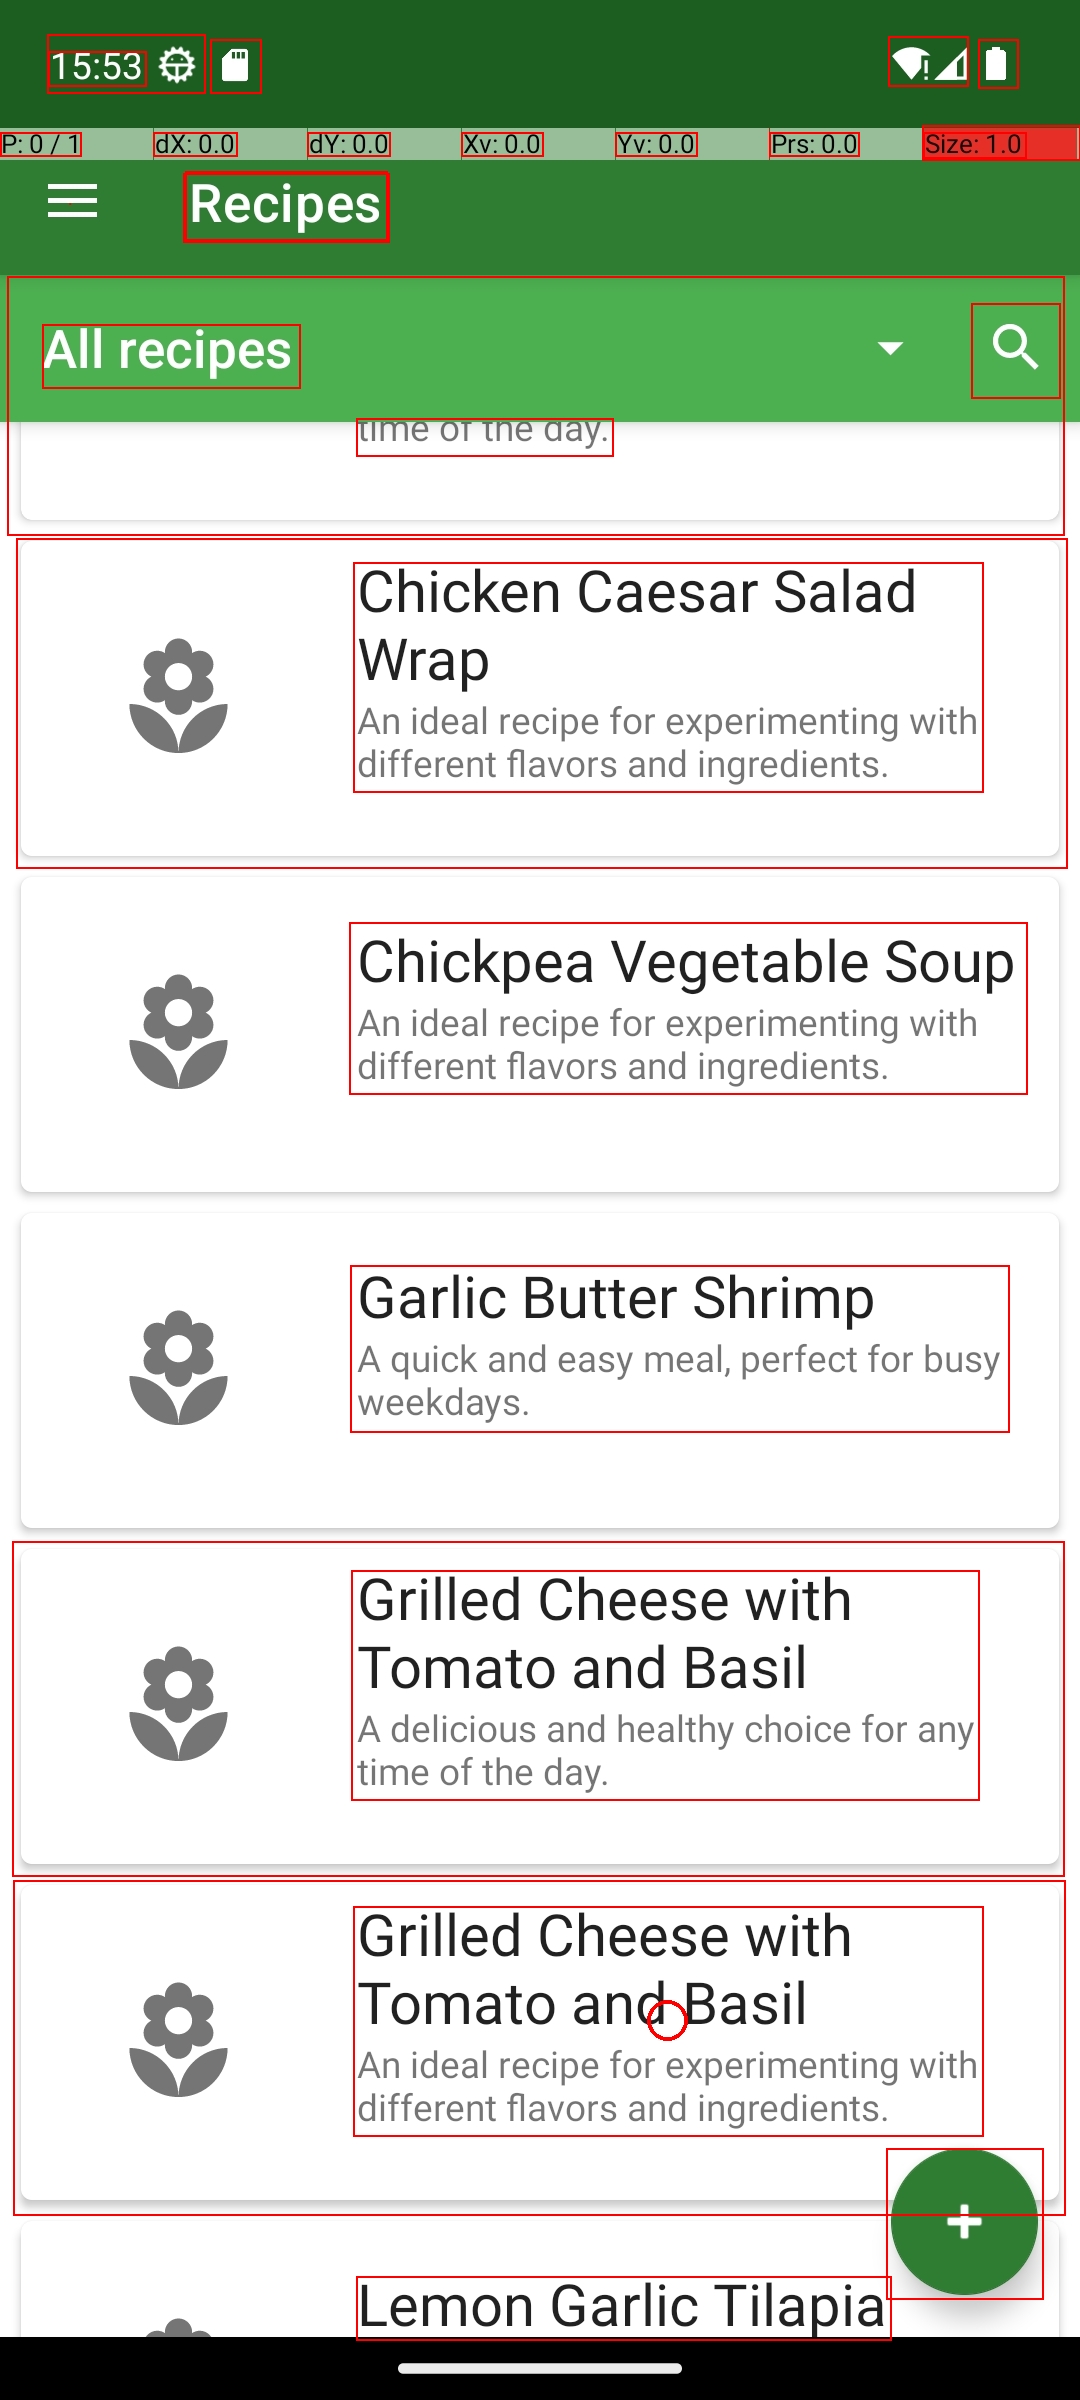 15:53
P: 0 / 1 dX: 0.0 dY: 0.0 Xv: 0.0 Yv: 0.0 Prs: 0.0 Size: 1.0
Recipes
All recipes
time of the day.
Chicken Caesar Salad
Wrap
An ideal recipe for experimenting with
different flavors and ingredients.
Chickpea Vegetable Soup
An ideal recipe for experimenting with
different flavors and ingredients.
Garlic Butter Shrimp
A quick and easy meal, perfect for busy
weekdays.
Grilled Cheese with
Tomato and Basil
A delicious and healthy choice for any
time of the day.
Grilled Cheese with
Tomato and Basil
An ideal recipe for experimenting with
different flavors and ingredients.
Lemon Garlic Tilapia